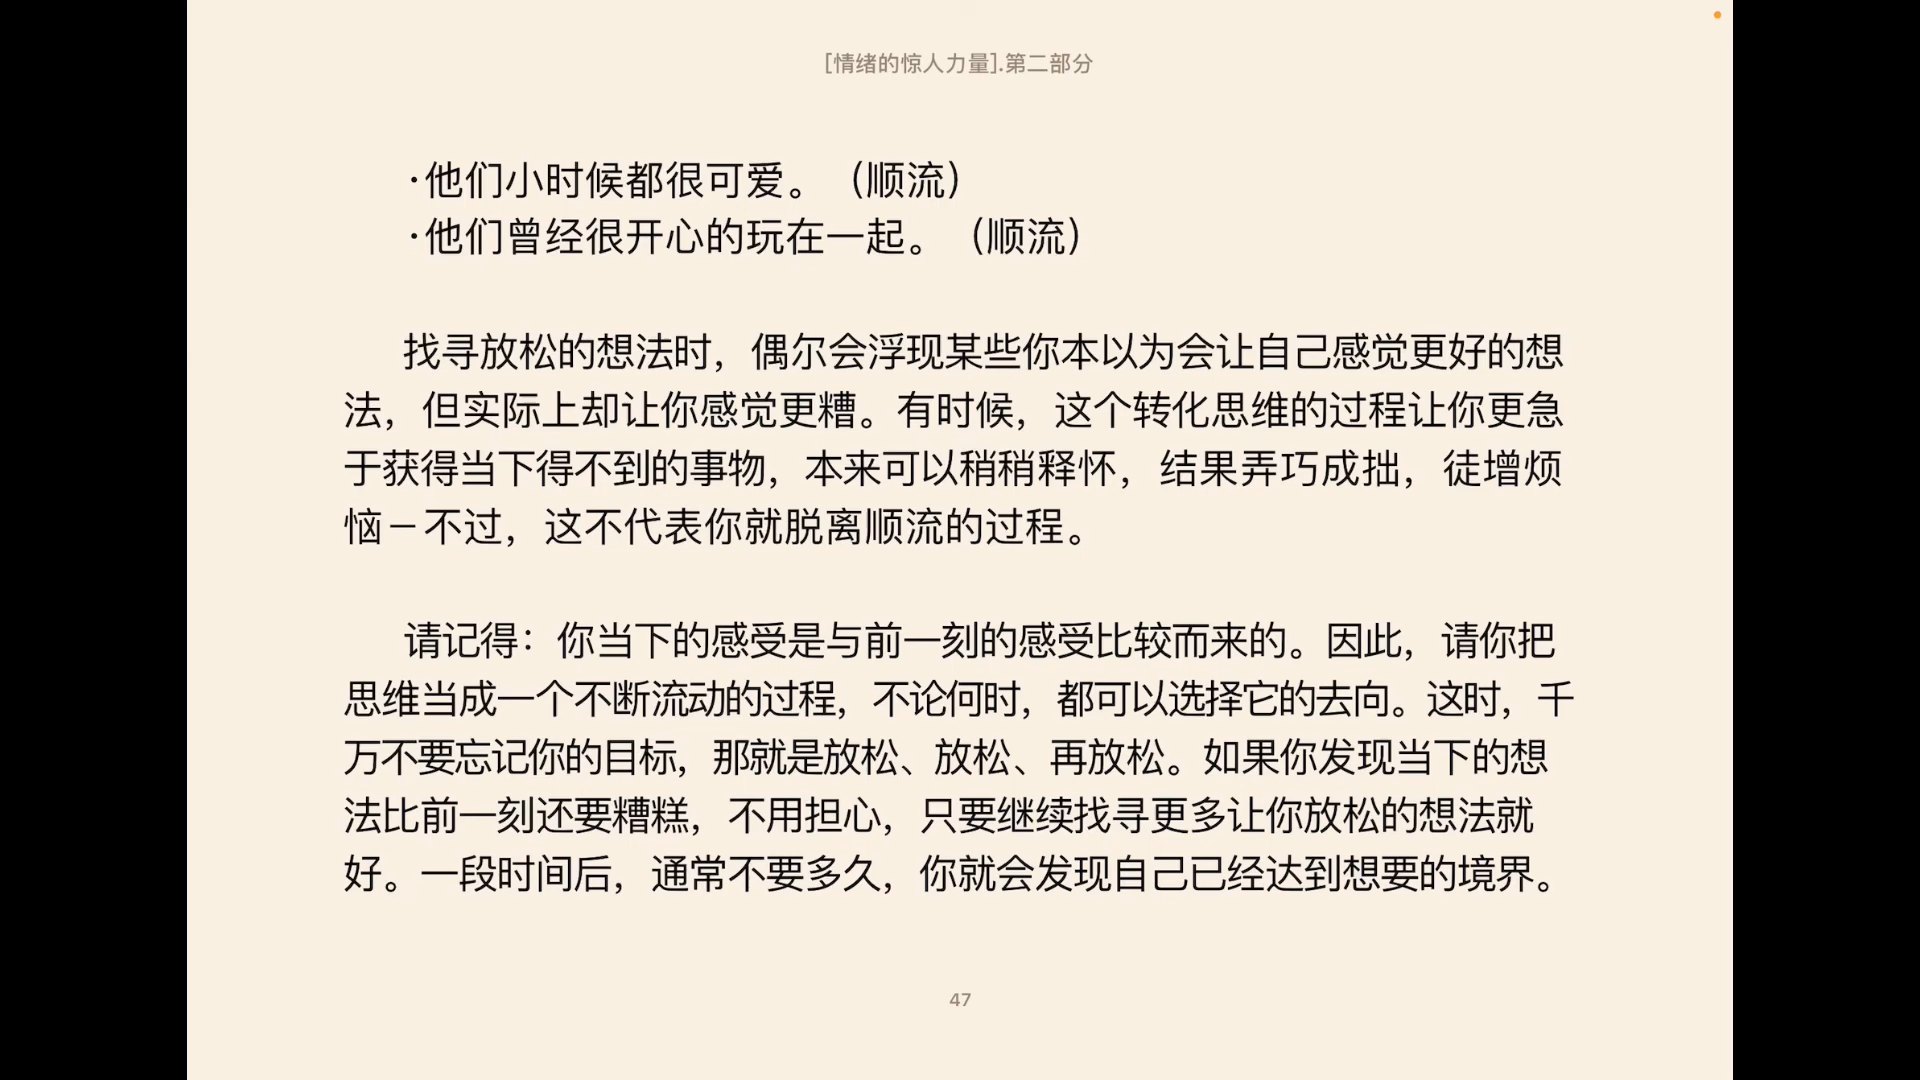 [情绪的惊人力量].第二部分
·他们小时候都很可爱。（顺流）
·他们曾经很开心的玩在一起。（顺流）
找寻放松的想法时，偶尔会浮现某些你本以为会让自己感觉更好的想
法，但实际上却让你感觉更糟。有时候，这个转化思维的过程让你更急
于获得当下得不到的事物，本来可以稍稍释怀，结果弄巧成拙，徒增烦
恼－不过，这不代表你就脱离顺流的过程。
请记得：你当下的感受是与前一刻的感受比较而来的。因此，请你把
思维当成一个不断流动的过程，不论何时，都可以选择它的去向。这时，千
万不要忘记你的目标，那就是放松、放松、再放松。如果你发现当下的想
法比前一刻还要糟糕，不用担心，只要继续找寻更多让你放松的想法就
好。一段时间后，通常不要多久，你就会发现自己已经达到想要的境界。
47